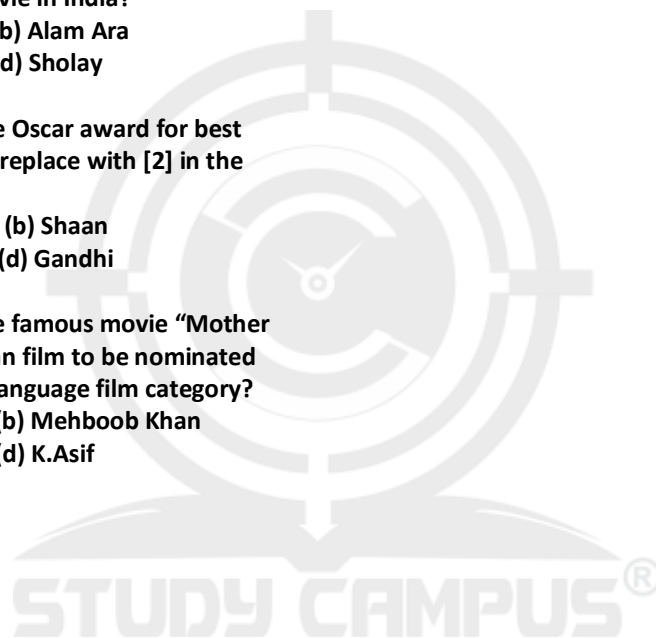 vie in India?
b) Alam Ara
d) Sholay
e Oscar award for best
replace with [2] in the
(b) Shaan
(d) Gandhi
e famous movie “Mother
an film to be nominated
anguage film category?
(b) Mehboob Khan
(d) K.Asif
STUDY CAMPUS®